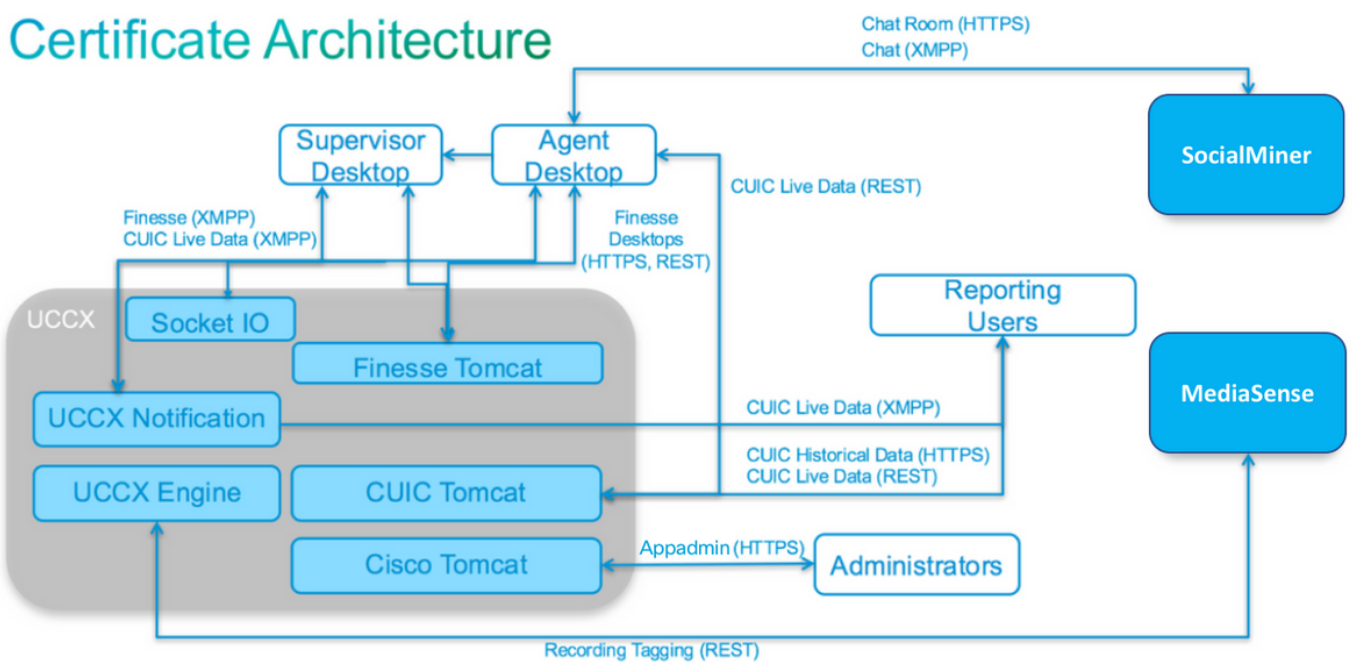 Certificate Architecture
Chat Room (HTTPS)
Chat (XMPP)
Supervisor
Desktop
Agent
Desktop
SocialMiner
CUIC Live Data (REST)
Finesse (XMPP)
CUIC Live Data (XMPP)
Finesse
Desktops
(HTTPS, REST)
Reporting
Users
UCCX
Socket IO
Finesse Tomcat
MediaSense
UCCX Notification
CUIC Live Data (XMPP)
CUIC Historical Data (HTTPS)
CUIC Live Data (REST)
UCCX Engine
CUIC Tomcat
Cisco Tomcat
Appadmin (HTTPS)
Administrators
Recording Tagging (REST)